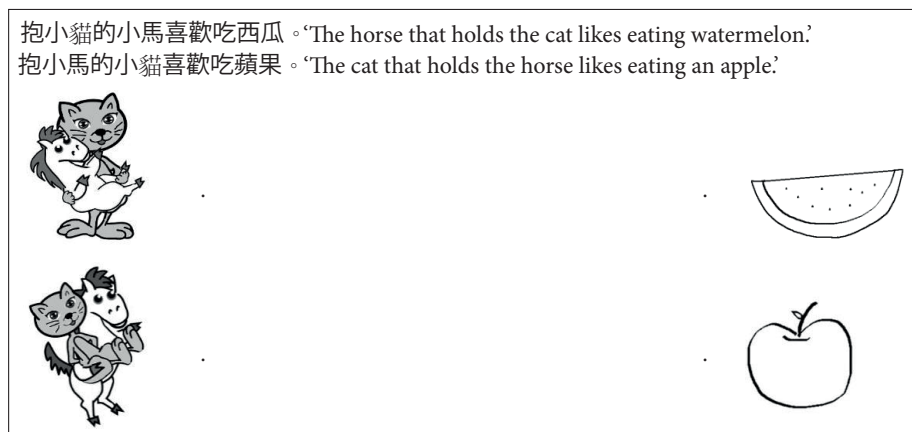 抱小貓的小馬喜歡吃西瓜。‘The horse that holds the cat likes eating watermelon.’
抱小馬的小貓喜歡吃蘋果。‘The cat that holds the horse likes eating an apple.’